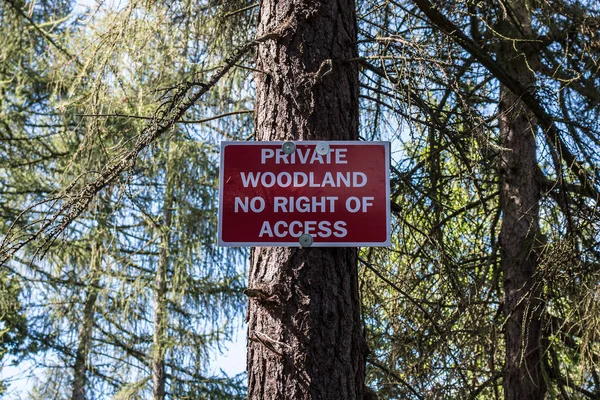 PRIVATE
WOODLAND
NO RIGHT OF
ACCESS